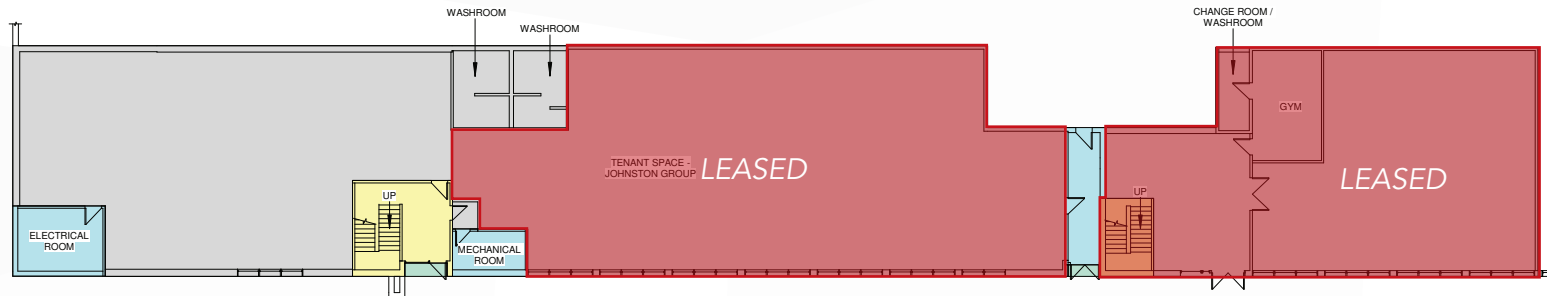 WASHROOM
WASHROOM
CHANGE ROOM /
WASHROOM
GYM
TENANT SPACE -
JOHNSTON GROUP
LEASED
LEASED
UP
UP
ELECTRICAL
ROOM
MECHANICAL
ROOM